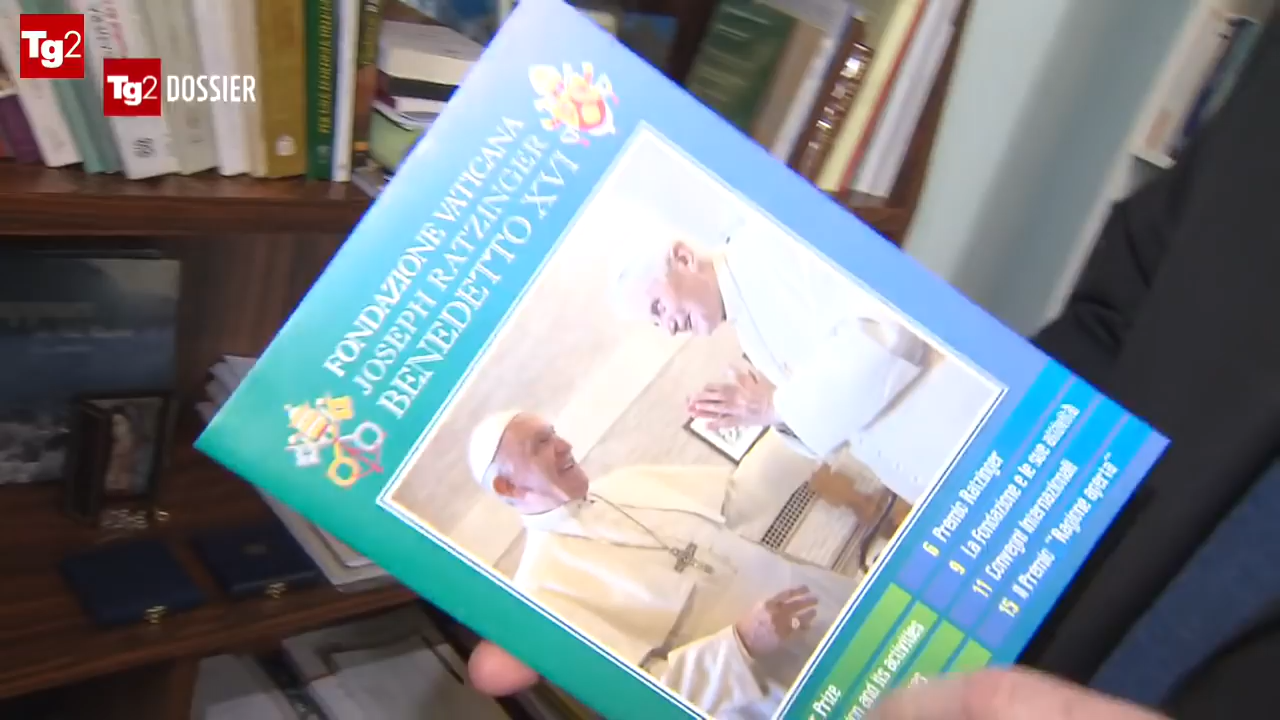 Tg2
Tg2 DOSSIER
FONDAZIONE VATICANA
JOSEPH RATZINGER
BENEDETTO XVI
6 Premio Ratzinger
9 La Fondazione e le sue attività
11 Convegni Internazionali
15 Il Premio "Ragione aperta"
Prize
and its activities